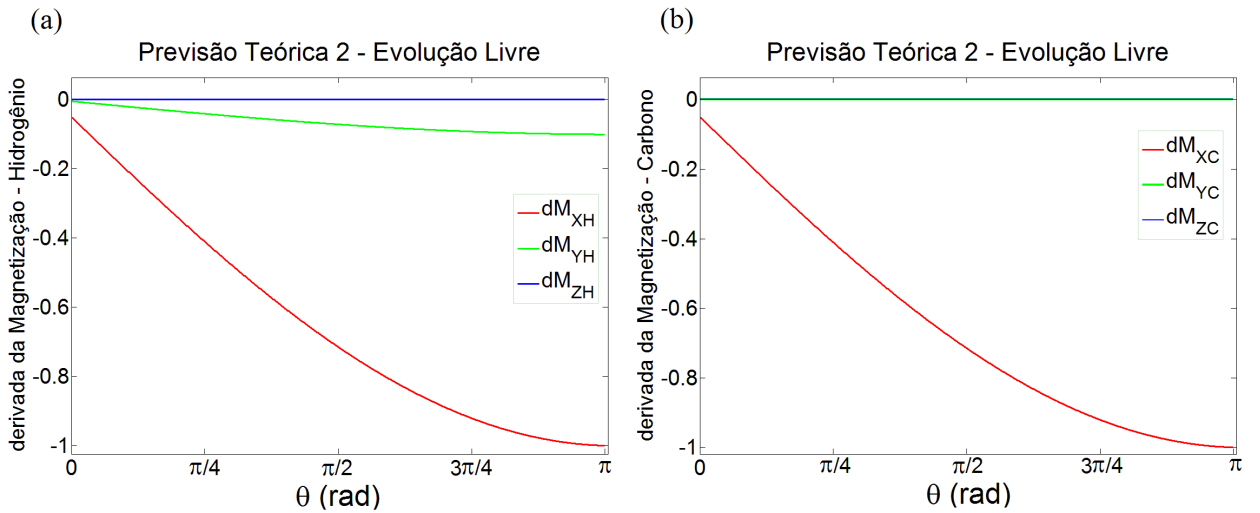 (a)
Previsão Teórica 2 - Evolução Livre
derivada da Magnetização - Hidrogênio
0
-0.2
-0.4
-0.6
-0.8
-1
dM_XH
dM_YH
dM_ZH
0
π/4
π/2
3π/4
π
θ (rad)
(b)
Previsão Teórica 2 - Evolução Livre
derivada da Magnetização - Carbono
0
-0.2
-0.4
-0.6
-0.8
-1
dM_XC
dM_YC
dM_ZC
0
π/4
π/2
3π/4
π
θ (rad)